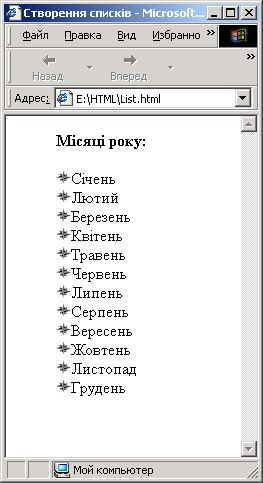 Створення списків - Microsoft...
Файл Правка Вид Избранно »
Назад Вперед »
Адрес: E:\HTML\List.html
Місяці року:
Січень
Лютий
Березень
Квітень
Травень
Червень
Липень
Серпень
Вересень
Жовтень
Листопад
Грудень
Мой компьютер